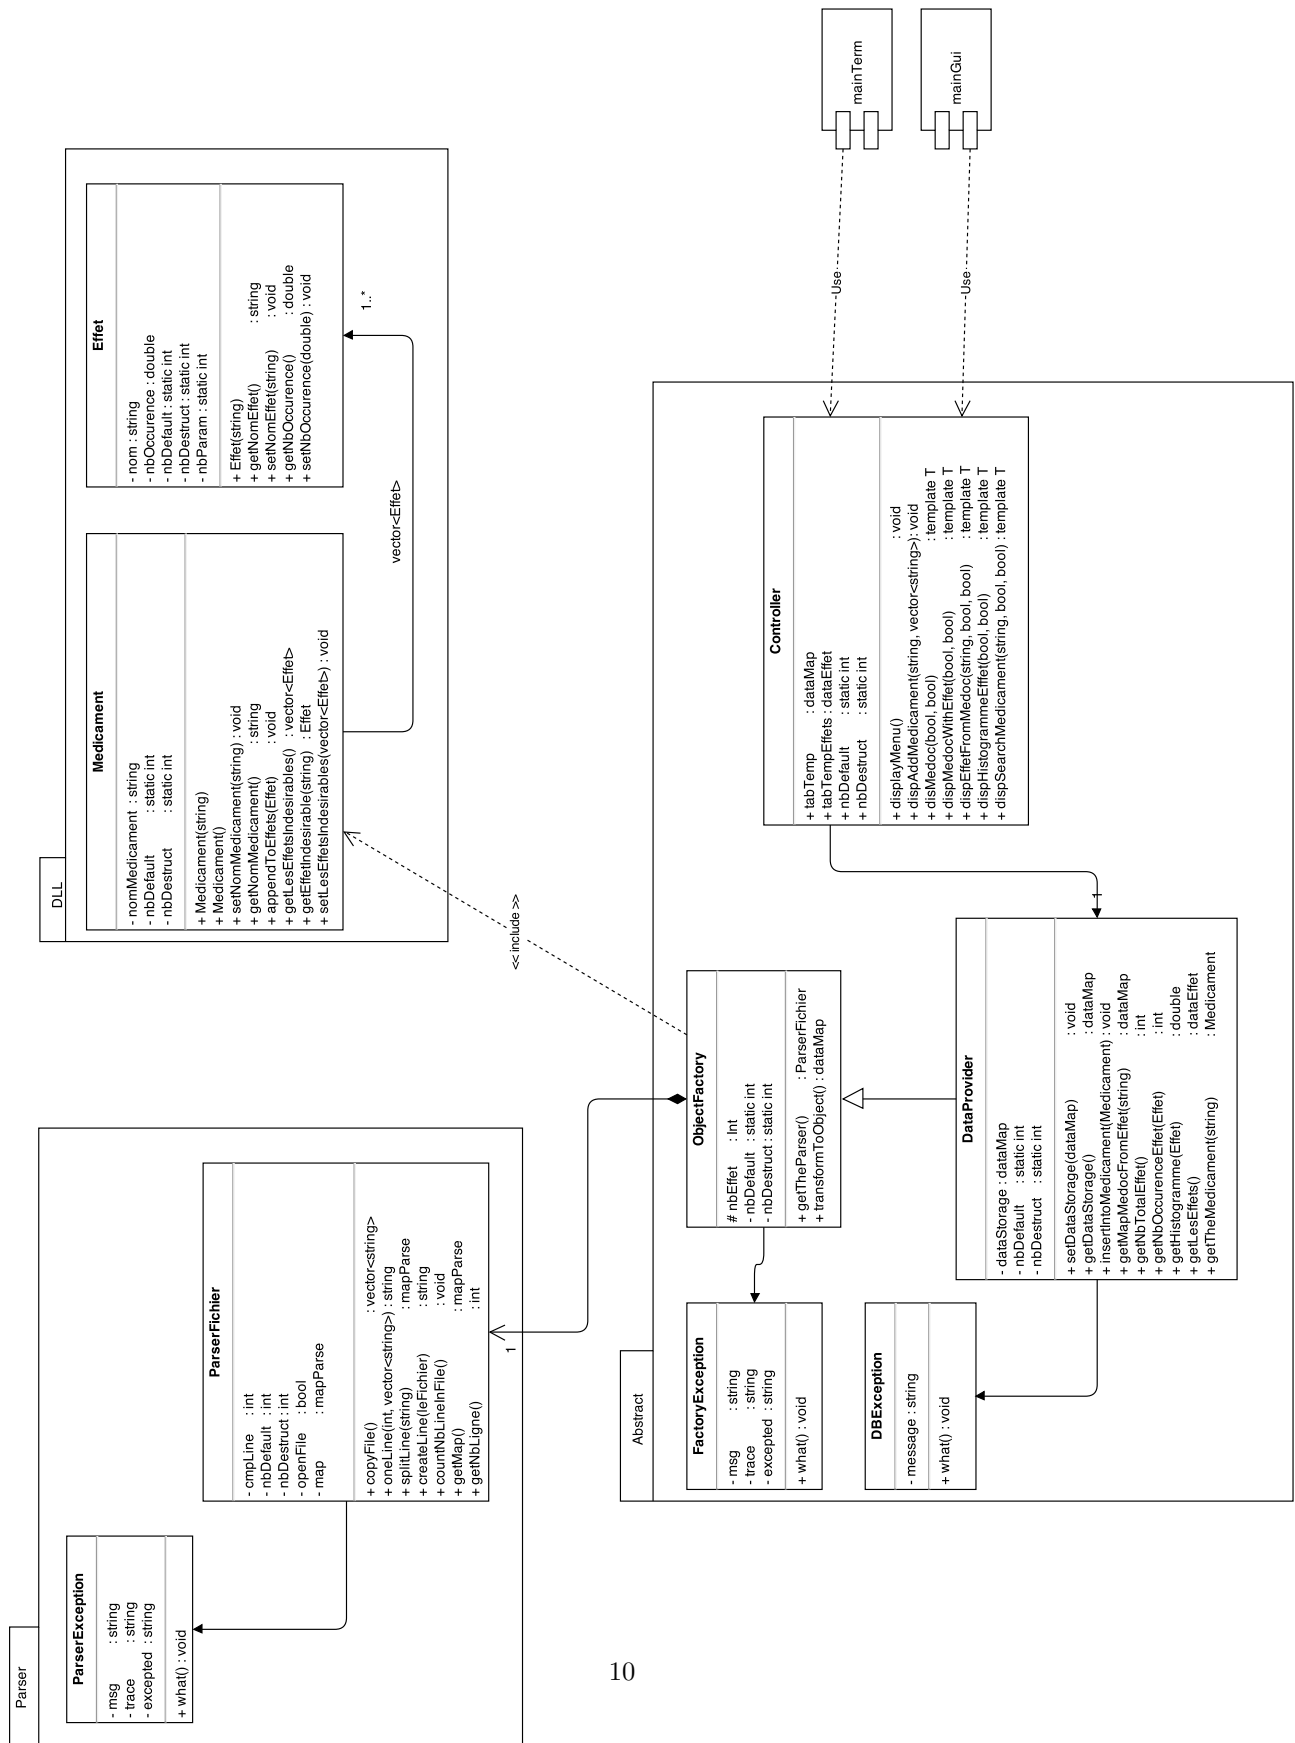 Parser
ParserException
- msg : string
- trace : string
- excepted : string
+ what() : void
ParserFichier
- cmpLine : int
- nbDefault : int
- nbDestruct : int
- openFile : bool
- map : mapParse
+ copyFile() : vector<string>
+ oneLine(int, vector<string>) : string
+ splitLine(string) : mapParse
+ createLine(leFichier) : string
+ countNbLineInFile() : void
+ getMap() : mapParse
+ getNbLigne() : int
1
DLL
Medicament
- nomMedicament : string
- nbDefault : static int
- nbDestruct : static int
+ Medicament(string)
+ Medicament()
+ setNomMedicament(string) : void
+ getNomMedicament() : string
+ appendToEffets(Effet) : void
+ getLesEffetsIndesirables() : vector<Effet>
+ getEffetIndesirable(string) : Effet
+ setLesEffetsIndesirables(vector<Effet>) : void
Effet
- nom : string
- nbOccurence : double
- nbDefault : static int
- nbDestruct : static int
- nbParam : static int
+ Effet(string)
+ getNomEffet() : string
+ setNomEffet(string) : void
+ getNbOccurence() : double
+ setNbOccurence(double) : void
1..*
vector<Effet>
<< include >>
Abstract
FactoryException
- msg : string
- trace : string
- excepted : string
+ what() : void
ObjectFactory
# nbEffet : Int
- nbDefault : static int
- nbDestruct : static int
+ getTheParser() : ParserFichier
+ transformToObject() : dataMap
DBException
- message : string
+ what() : void
DataProvider
- dataStorage : dataMap
- nbDefault : static int
- nbDestruct : static int
+ setDataStorage(dataMap) : void
+ getDataStorage() : dataMap
+ insertIntoMedicament(Medicament) : void
+ getMapMedocFromEffet(string) : dataMap
+ getNbTotalEffet() : int
+ getNbOccurenceEffet(Effet) : int
+ getHistogramme(Effet) : double
+ getLesEffets() : dataEffet
+ getTheMedicament(string) : Medicament
1
Controller
+ tabTemp : dataMap
+ tabTempEffets : dataEffet
+ nbDefault : static int
+ nbDestruct : static int
+ displayMenu() : void
+ dispAddMedicament(string, vector<string>) : void
+ disMedoc(bool, bool) : template T
+ dispMedocWithEffet(bool, bool) : template T
+ dispEffetFromMedoc(string, bool, bool) : template T
+ dispHistogrammeEfffet(bool, bool) : template T
+ dispSearchMedicament(string, bool, bool) : template T
Use
Use
mainTerm
mainGui
10